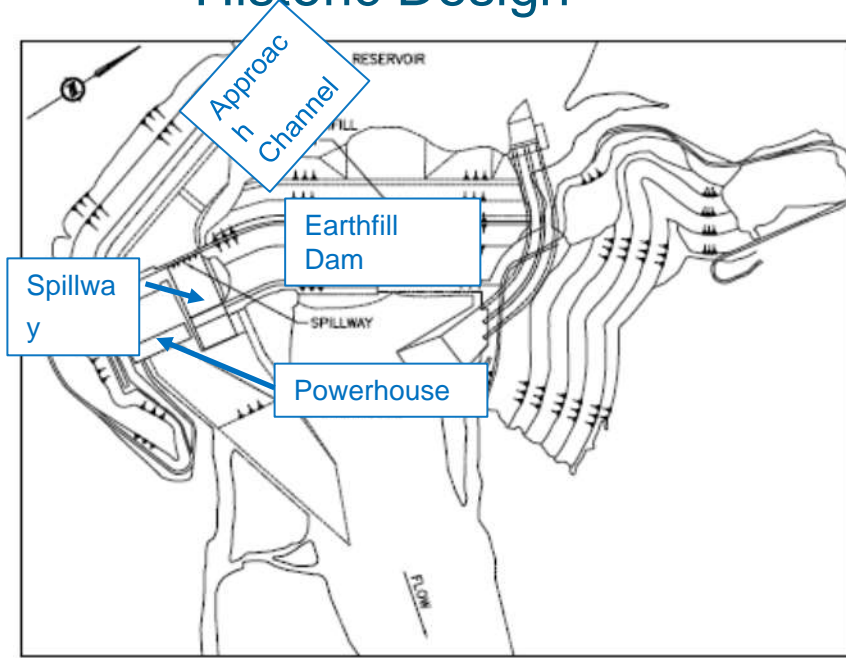 Historic Design
RESERVOIR
Approac
h
Channel
FILL
Earthfill
Dam
Spillwa
y
SPILLWAY
Powerhouse
FLOW